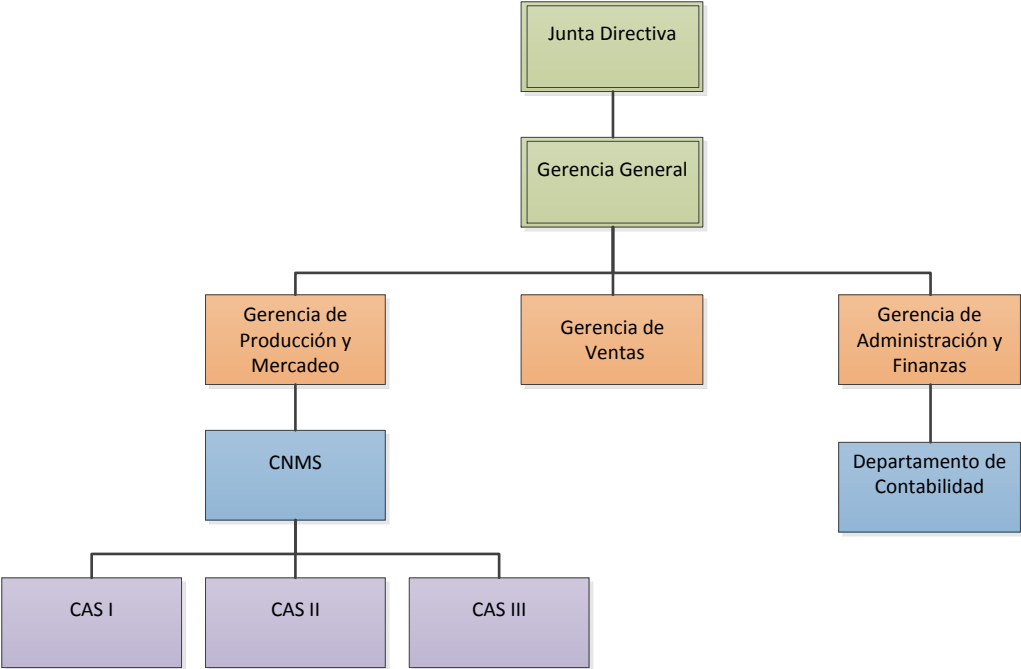 Junta Directiva
Gerencia General
Gerencia de
Producción y
Mercadeo
Gerencia de
Ventas
Gerencia de
Administración y
Finanzas
CNMS
Departamento de
Contabilidad
CAS I
CAS II
CAS III